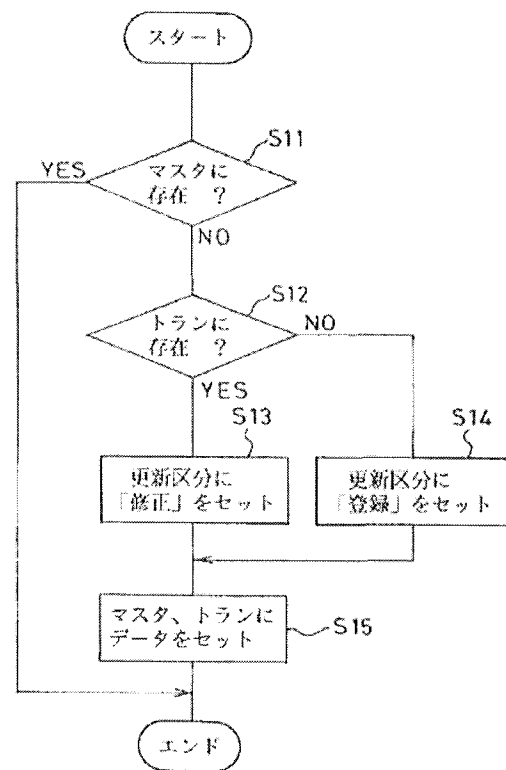 スタート
S11
YES
マスタに
存在 ?
NO
S12
トランに
存在 ?
NO
YES
S13
S14
更新区分に
「修正」をセット
更新区分に
「登録」をセット
マスタ、トランに
データをセット
S15
エンド